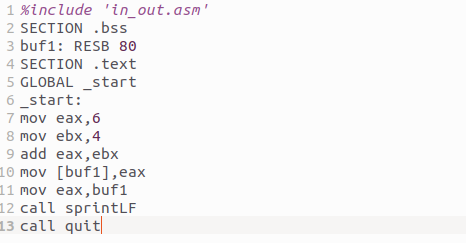 1 %include 'in_out.asm'
2 SECTION .bss
3 buf1: RESB 80
4 SECTION .text
5 GLOBAL _start
6 _start:
7 mov eax,6
8 mov ebx,4
9 add eax,ebx
10 mov [buf1],eax
11 mov eax,buf1
12 call sprintLF
13 call quit